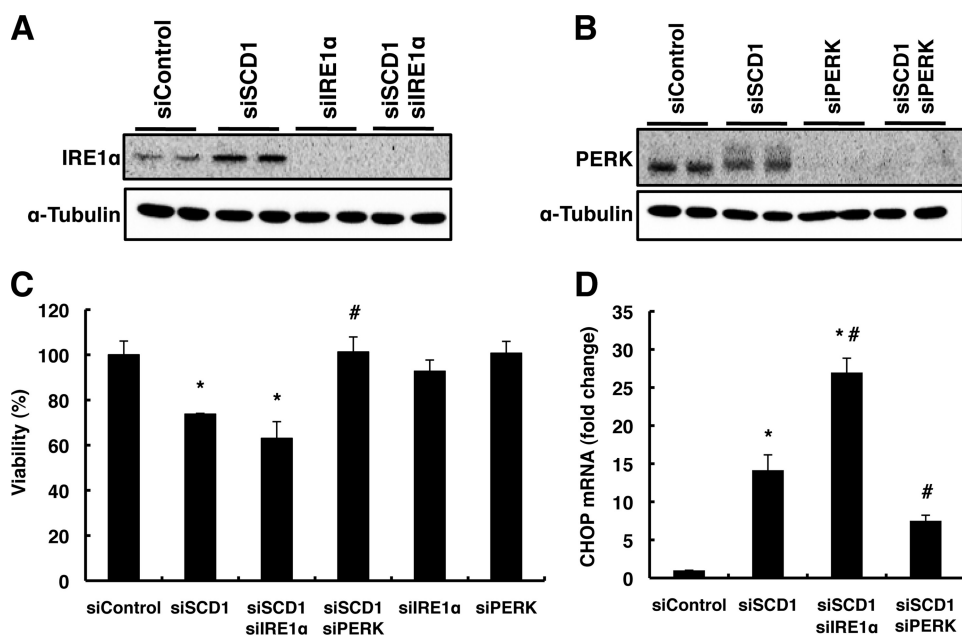 A
siControl
siSCD1
siIRE1α
siSCD1
siIRE1α
IRE1α
α-Tubulin
B
siControl
siSCD1
siPERK
siSCD1
siPERK
PERK
α-Tubulin
C
Viability (%)
120
100
80
60
40
20
0
*
*
#
siControl
siSCD1
siSCD1
siIRE1α
siSCD1
siPERK
siIRE1α
siPERK
D
CHOP mRNA (fold change)
35
30
25
20
15
10
5
0
*
* #
#
siControl
siSCD1
siSCD1
siIRE1α
siSCD1
siPERK